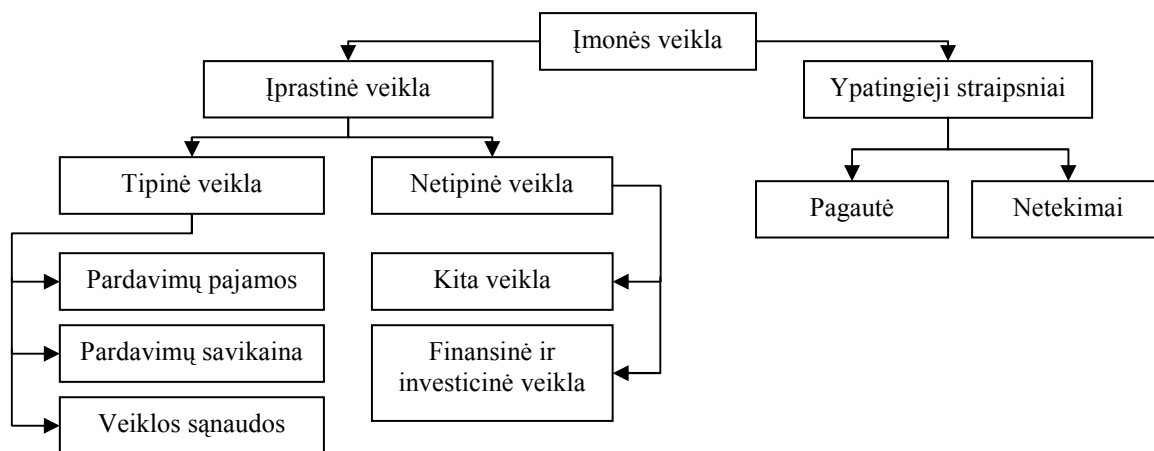 Įmonės veikla
Įprastinė veikla
Ypatingieji straipsniai
Tipinė veikla
Netipinė veikla
Pagautė
Netekimai
Pardavimų pajamos
Kita veikla
Pardavimų savikaina
Finansinė ir
investicinė veikla
Veiklos sąnaudos